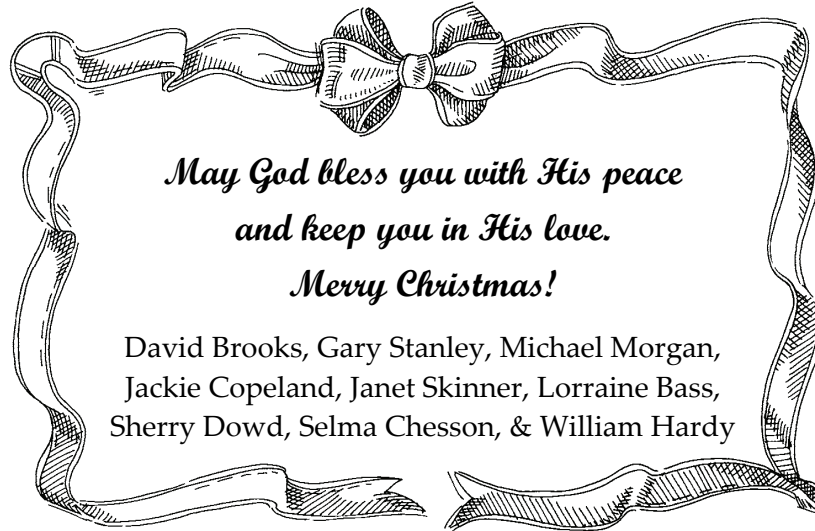 May God bless you with His peace
and keep you in His love.
Merry Christmas!
David Brooks, Gary Stanley, Michael Morgan,
Jackie Copeland, Janet Skinner, Lorraine Bass,
Sherry Dowd, Selma Chesson, & William Hardy